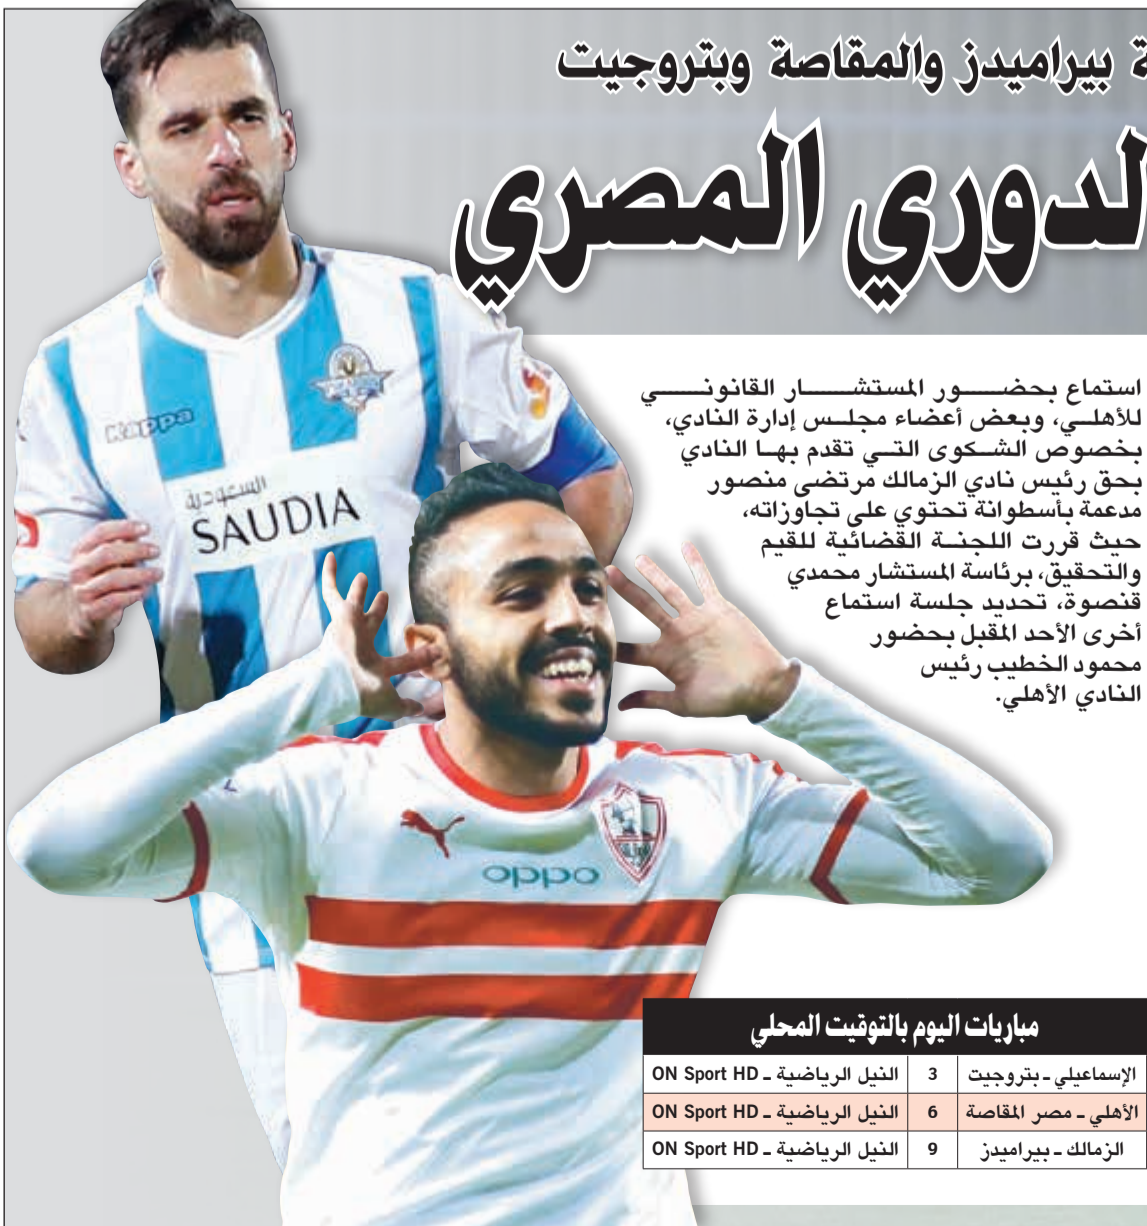 بيراميدز والمقاصة وبتروجيت
لدوري المصري
استماع بحضور المستشار القانوني
للأهلي، وبعض أعضاء مجلس إدارة النادي،
بخصوص الشكوى التي تقدم بها النادي
بحق رئيس نادي الزمالك مرتضى منصور
مدعمة بأسطوانة تحتوي على تجاوزاته،
حيث قررت اللجنة القضائية للقيم
والتحقيق، برئاسة المستشار محمدي
قنصوة، تحديد جلسة استماع
أخرى الأحد المقبل بحضور
محمود الخطيب رئيس
النادي الأهلي.
Kappa
السعودية
SAUDIA
oppo
مباريات اليوم بالتوقيت المحلي
الإسماعيلي ـ بتروجيت 3 النيل الرياضية ـ ON Sport HD
الأهلي ـ مصر المقاصة 6 النيل الرياضية ـ ON Sport HD
الزمالك ـ بيراميدز 9 النيل الرياضية ـ ON Sport HD